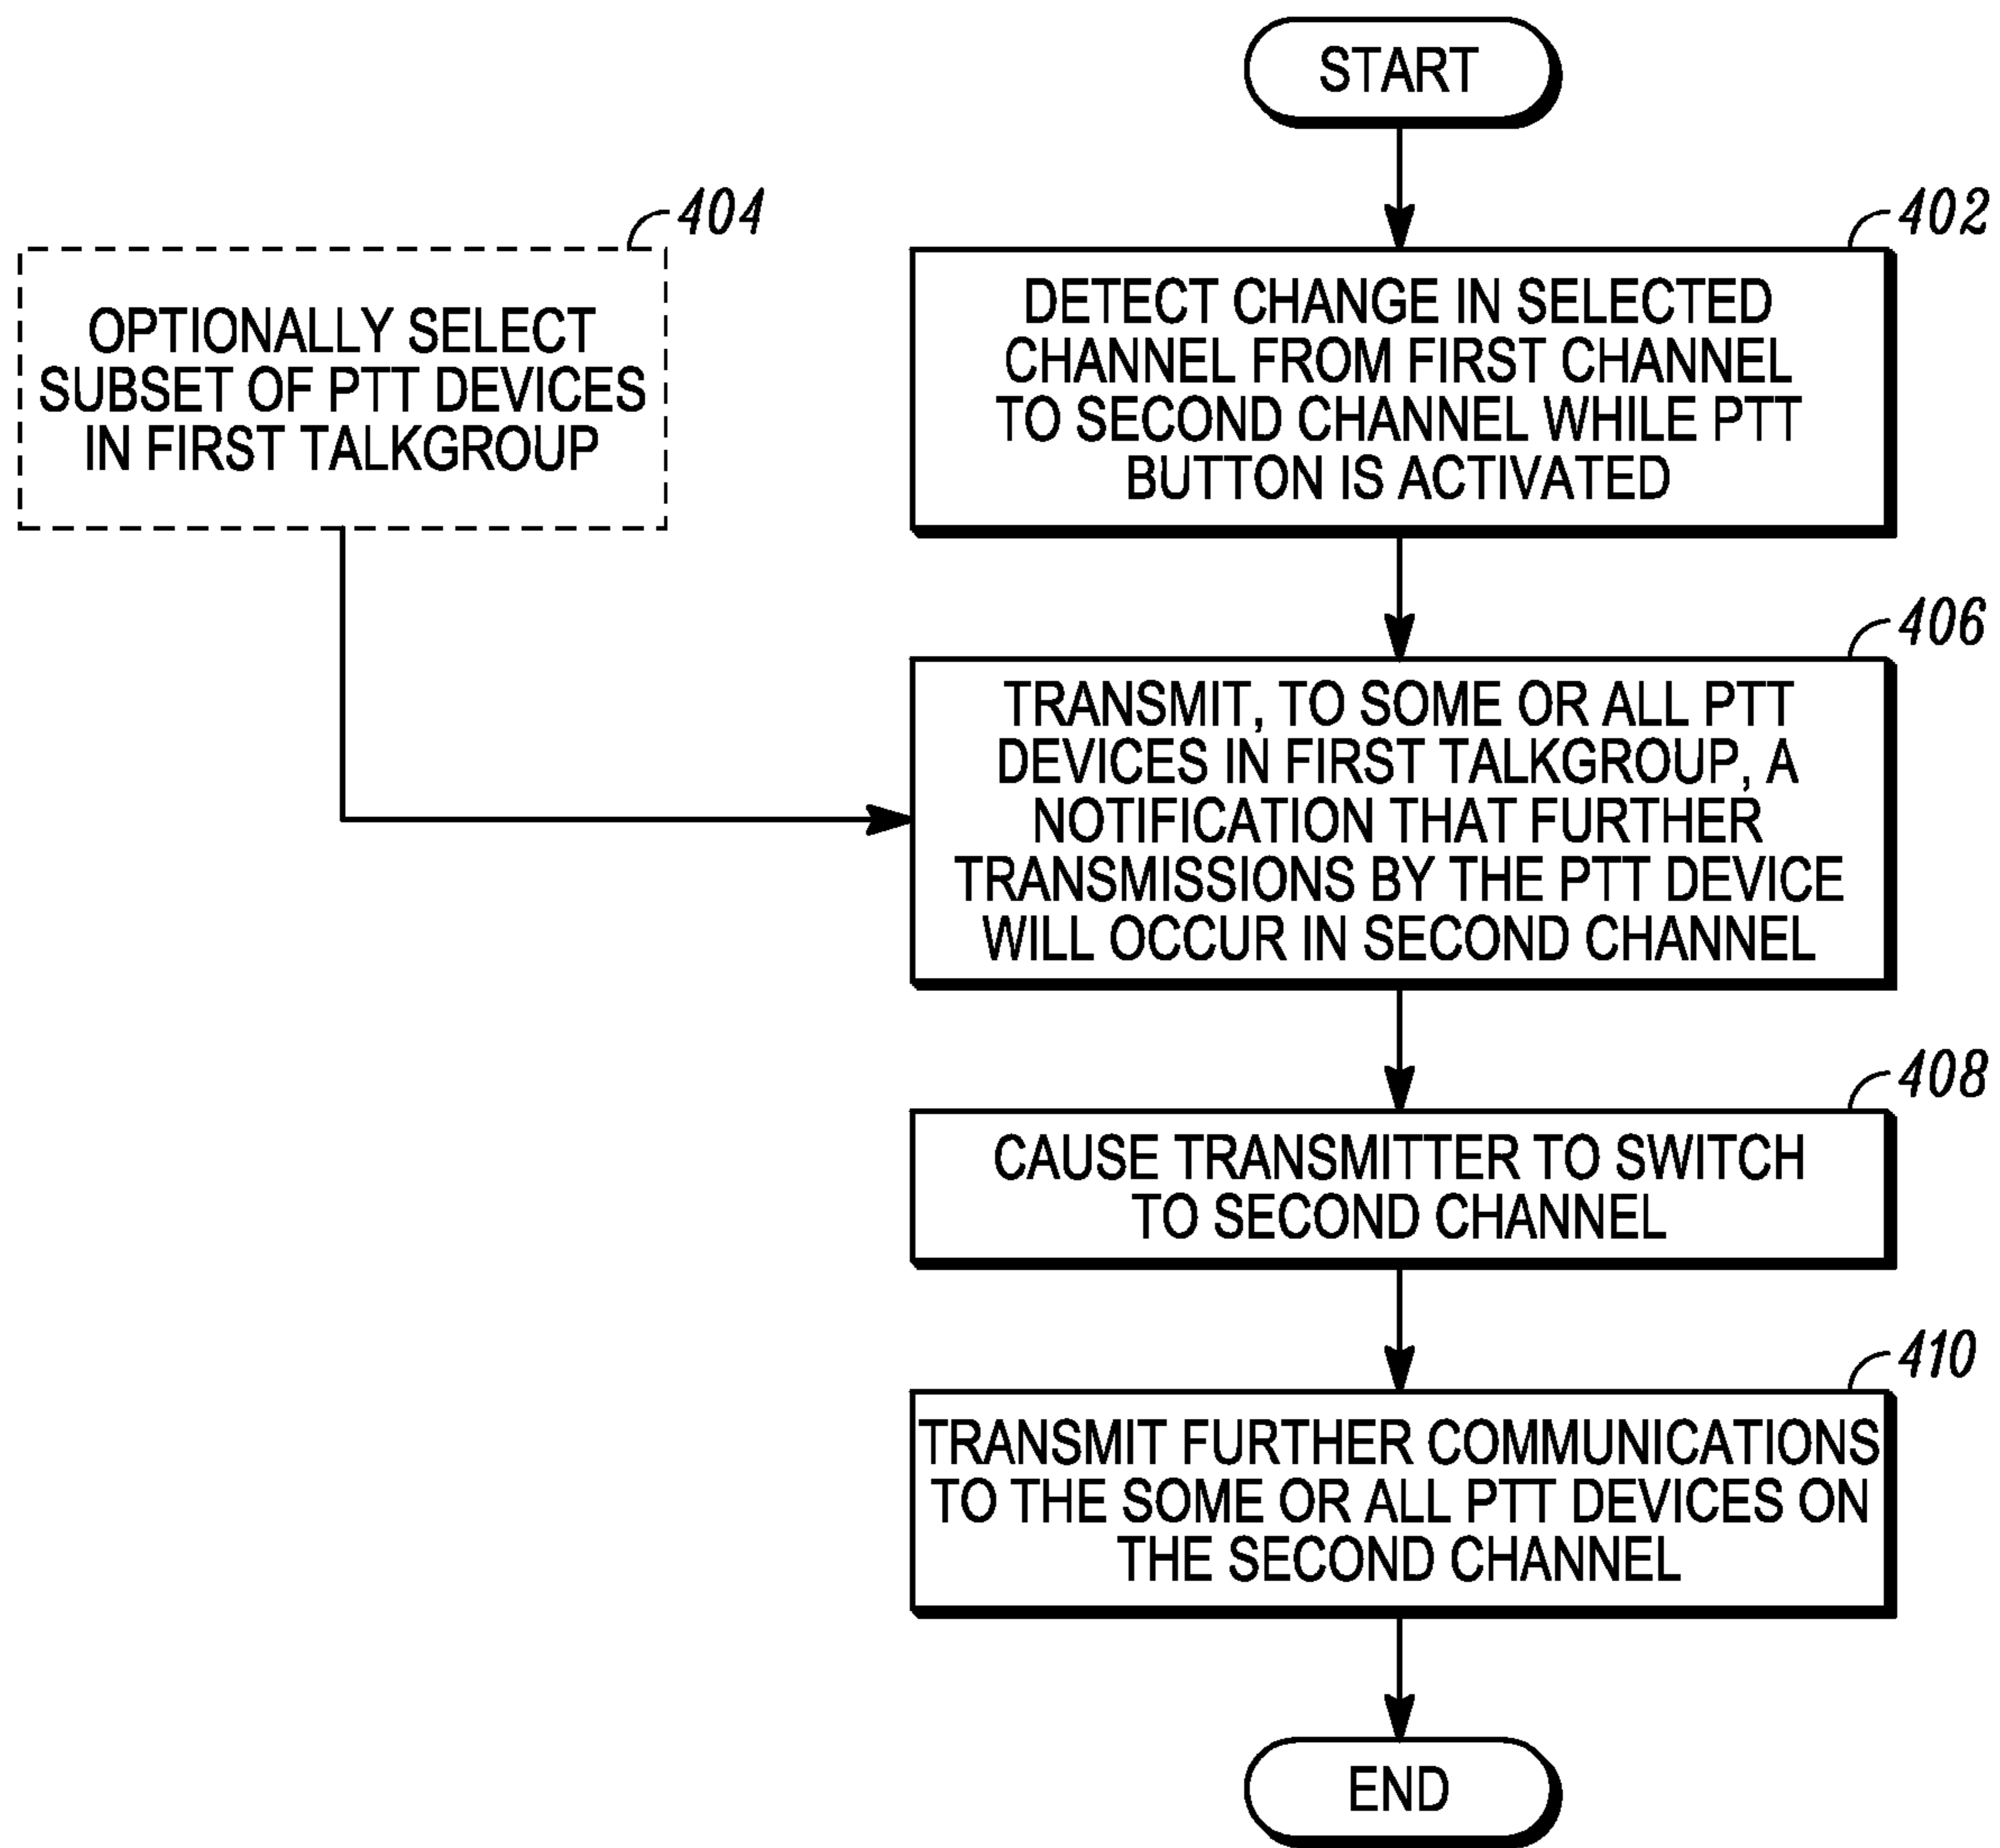 START
402
DETECT CHANGE IN SELECTED
CHANNEL FROM FIRST CHANNEL
TO SECOND CHANNEL WHILE PTT
BUTTON IS ACTIVATED
404
OPTIONALLY SELECT
SUBSET OF PTT DEVICES
IN FIRST TALKGROUP
406
TRANSMIT, TO SOME OR ALL PTT
DEVICES IN FIRST TALKGROUP, A
NOTIFICATION THAT FURTHER
TRANSMISSIONS BY THE PTT DEVICE
WILL OCCUR IN SECOND CHANNEL
408
CAUSE TRANSMITTER TO SWITCH
TO SECOND CHANNEL
410
TRANSMIT FURTHER COMMUNICATIONS
TO THE SOME OR ALL PTT DEVICES ON
THE SECOND CHANNEL
END